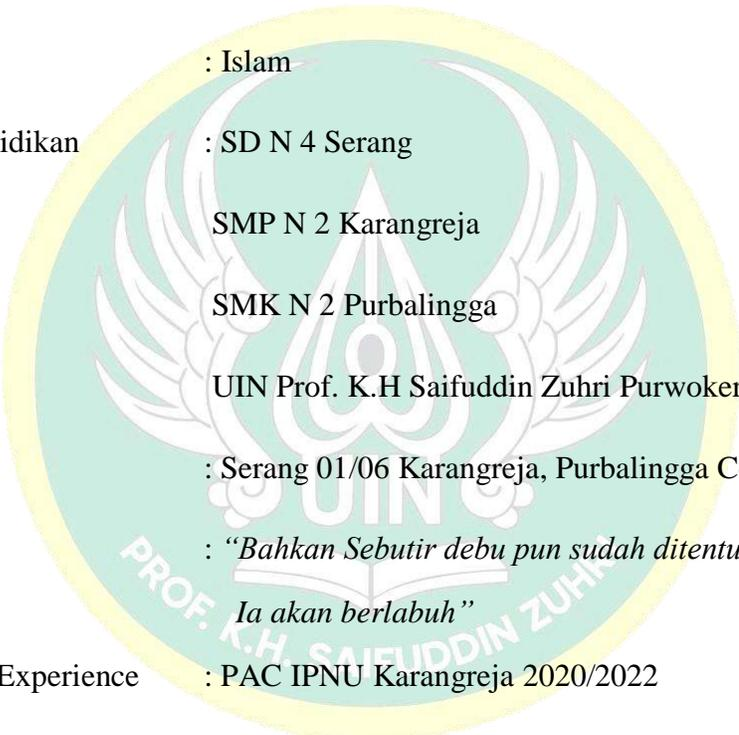 : Islam
idikan : SD N 4 Serang
SMP N 2 Karangreja
SMK N 2 Purbalingga
UIN Prof. K.H Saifuddin Zuhri Purwoker
: Serang 01/06 Karangreja, Purbalingga C
: “Bahkan Sebutir debu pun sudah ditentu
Ia akan berlabuh”
Experience : PAC IPNU Karangreja 2020/2022
UIN
PROF. K.H. SAIFUDDIN ZUHRI